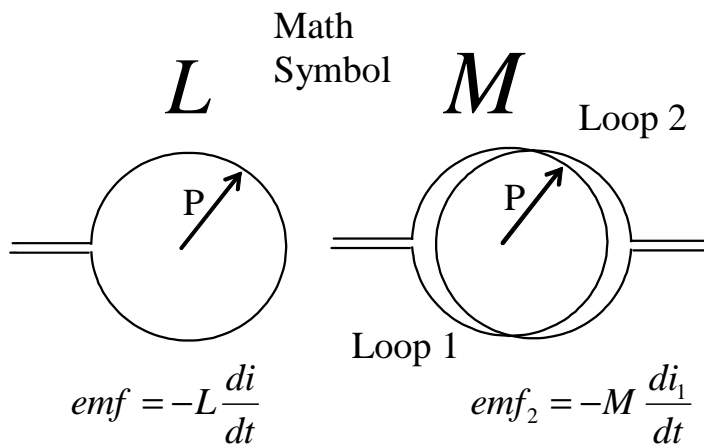 Math
Symbol
L
M
Loop 2
P
P
Loop 1
emf = -L di/dt
emf₂ = -M di₁/dt